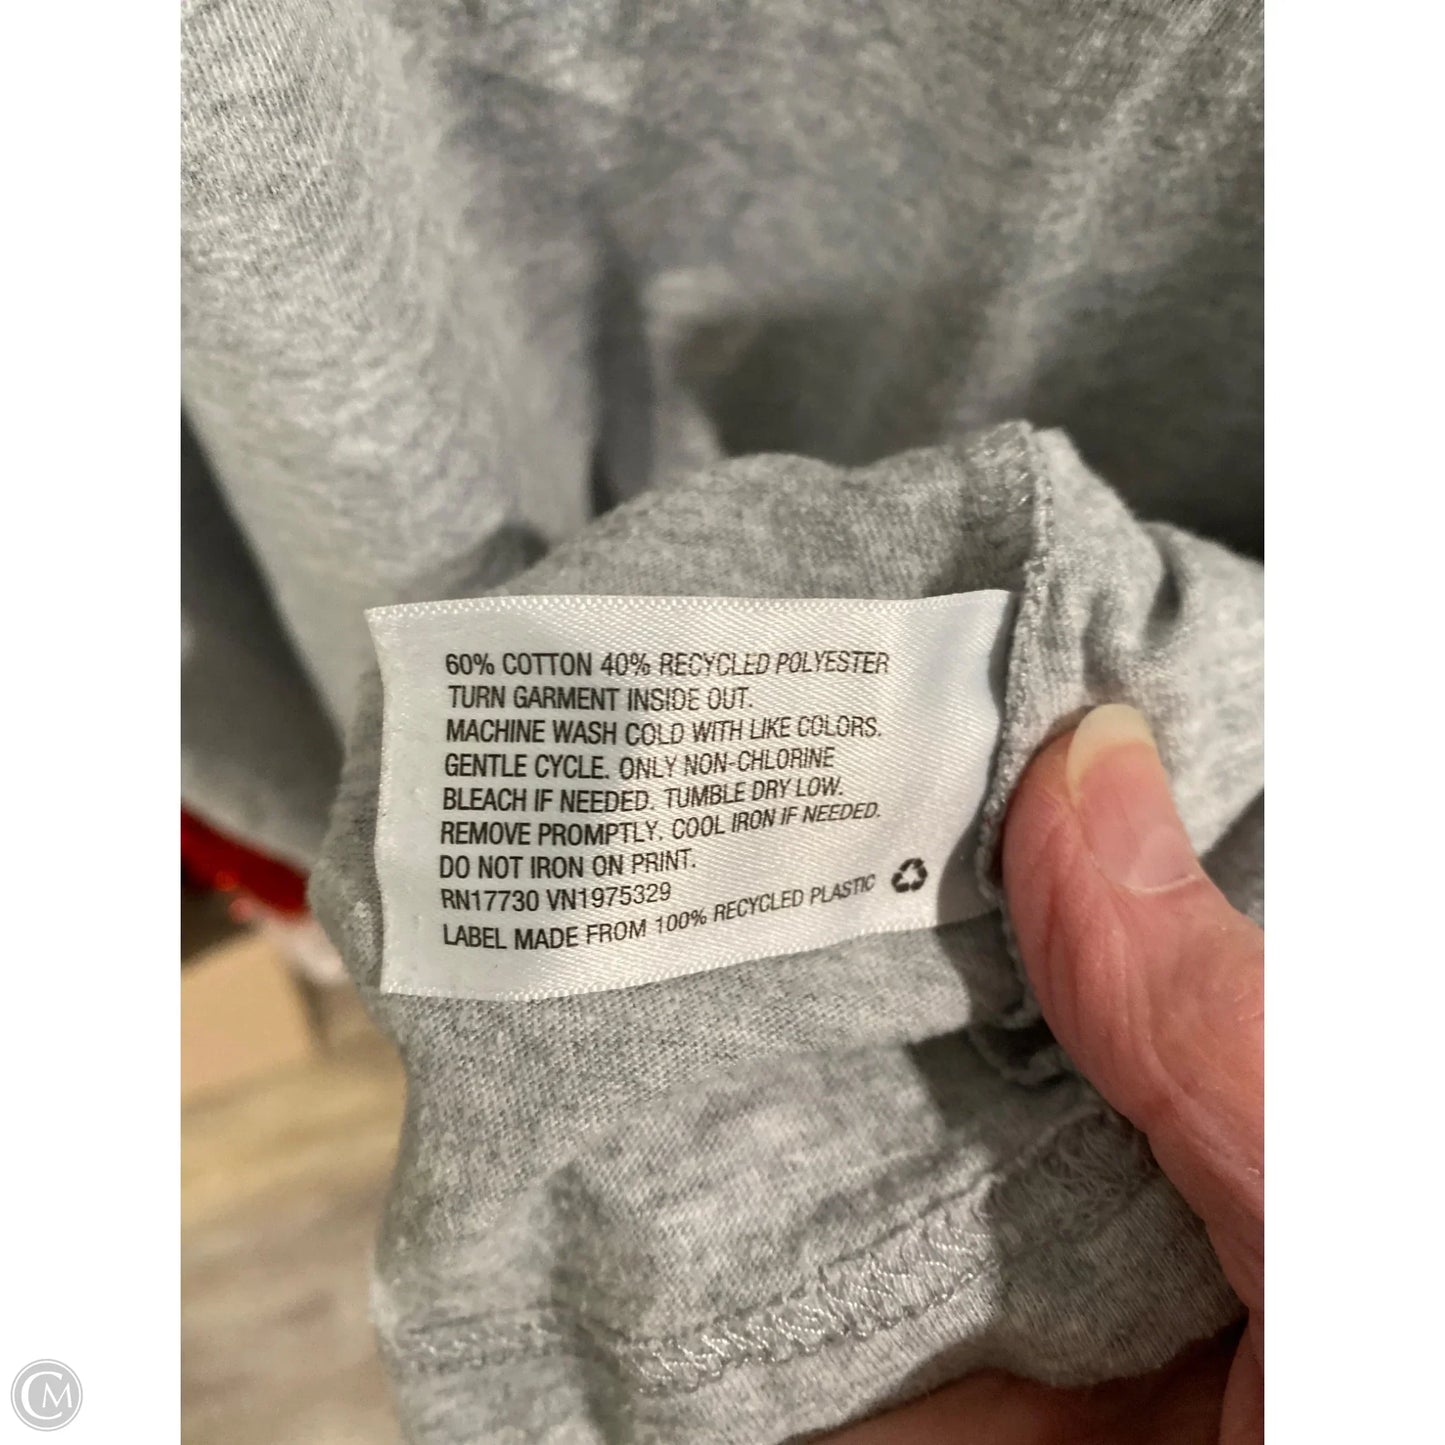 60% COTTON 40% RECYCLED POLYESTER
TURN GARMENT INSIDE OUT.
MACHINE WASH COLD WITH LIKE COLORS.
GENTLE CYCLE. ONLY NON-CHLORINE
BLEACH IF NEEDED. TUMBLE DRY LOW.
REMOVE PROMPTLY. COOL IRON IF NEEDED.
DO NOT IRON ON PRINT.
RN17730 VN1975329
LABEL MADE FROM 100% RECYCLED PLASTIC
CM